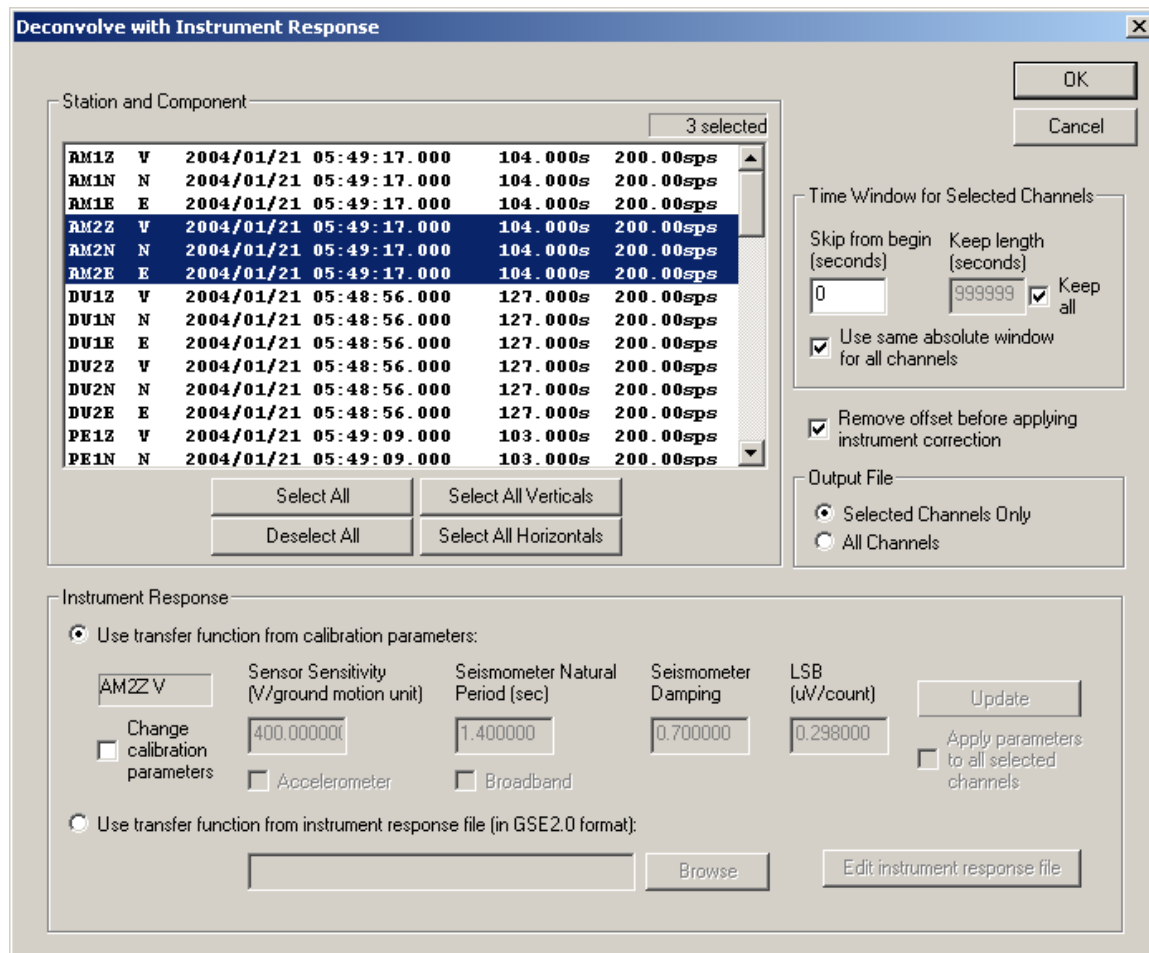 Deconvolve with Instrument Response
OK
Cancel
Station and Component
3 selected
AM1Z V 2004/01/21 05:49:17.000 104.000s 200.00sps
AM1N N 2004/01/21 05:49:17.000 104.000s 200.00sps
AM1E E 2004/01/21 05:49:17.000 104.000s 200.00sps
AM2Z V 2004/01/21 05:49:17.000 104.000s 200.00sps
AM2N N 2004/01/21 05:49:17.000 104.000s 200.00sps
AM2E E 2004/01/21 05:49:17.000 104.000s 200.00sps
DU1Z V 2004/01/21 05:48:56.000 127.000s 200.00sps
DU1N N 2004/01/21 05:48:56.000 127.000s 200.00sps
DU1E E 2004/01/21 05:48:56.000 127.000s 200.00sps
DU2Z V 2004/01/21 05:48:56.000 127.000s 200.00sps
DU2N N 2004/01/21 05:48:56.000 127.000s 200.00sps
DU2E E 2004/01/21 05:48:56.000 127.000s 200.00sps
PE1Z V 2004/01/21 05:49:09.000 103.000s 200.00sps
PE1N N 2004/01/21 05:49:09.000 103.000s 200.00sps
Select All
Select All Verticals
Deselect All
Select All Horizontals
Time Window for Selected Channels
Skip from begin
(seconds)
0
Keep length
(seconds)
999999
Keep
all
Use same absolute window
for all channels
Remove offset before applying
instrument correction
Output File
Selected Channels Only
All Channels
Instrument Response
Use transfer function from calibration parameters:
AM2Z V
Change
calibration
parameters
Sensor Sensitivity
(V/ground motion unit)
400.000000
Accelerometer
Seismometer Natural
Period (sec)
1.400000
Broadband
Seismometer
Damping
0.700000
LSB
(uV/count)
0.298000
Update
Apply parameters
to all selected
channels
Use transfer function from instrument response file (in GSE2.0 format):
Browse
Edit instrument response file